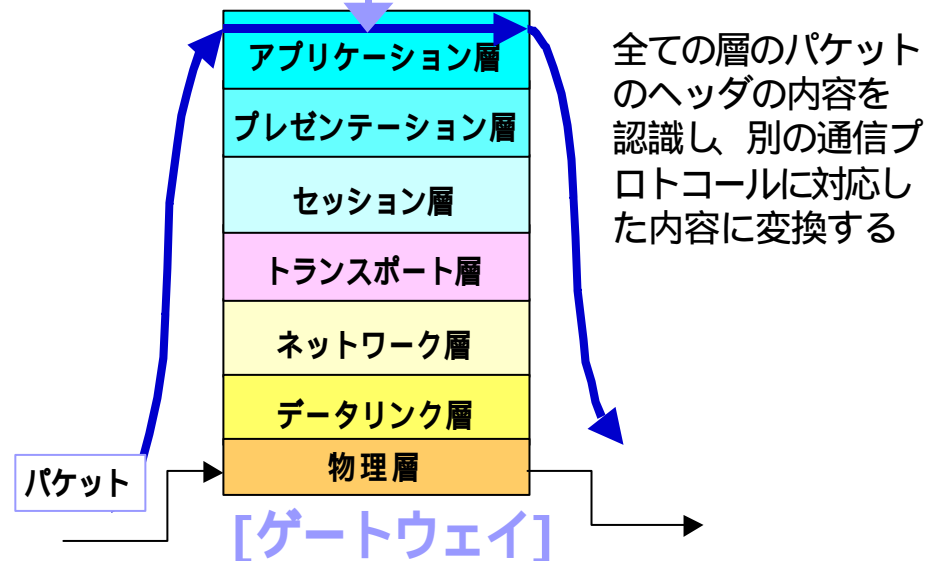 アプリケーション層
プレゼンテーション層
セッション層
トランスポート層
ネットワーク層
データリンク層
物理層
パケット
[ゲートウェイ]
全ての層のパケット
のヘッダの内容を
認識し、別の通信プ
ロトコールに対応し
た内容に変換する